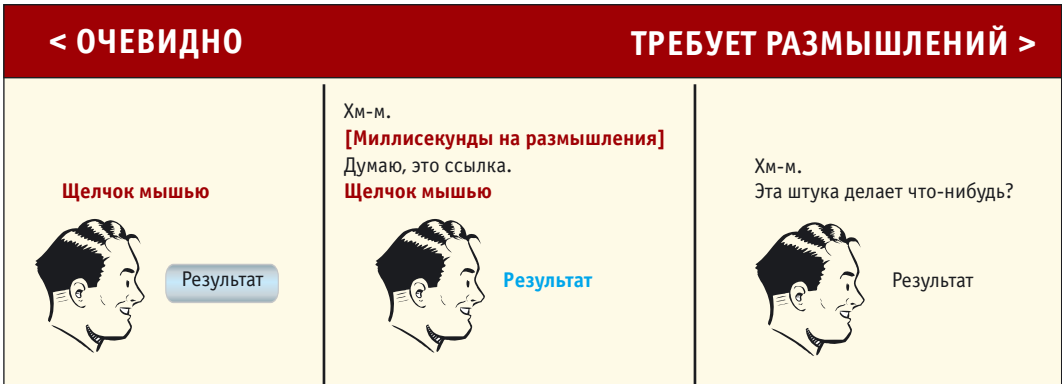 < ОЧЕВИДНО
ТРЕБУЕТ РАЗМЫШЛЕНИЙ >
Щелчок мышью
Результат
Хм-м.
[Миллисекунды на размышления]
Думаю, это ссылка.
Щелчок мышью
Результат
Хм-м.
Эта штука делает что-нибудь?
Результат